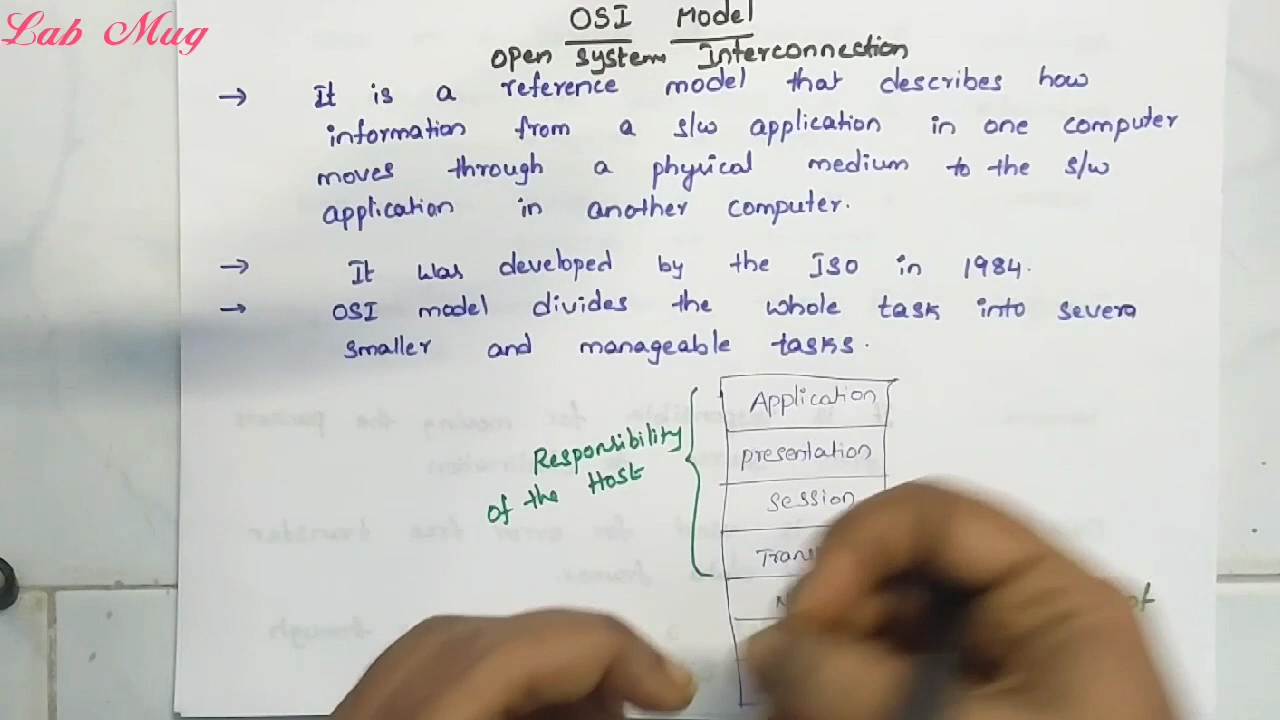 Lab Mug
OSI Model
open system Interconnection
→ It is a reference model that describes how
information from a s/w application in one computer
moves through a physical medium to the s/w
application in another computer.
→ It was developed by the ISO in 1984.
→ OSI model divides the whole task into severa
smaller and manageable tasks.
Application
presentation
Responsibility
of the Host
session
of